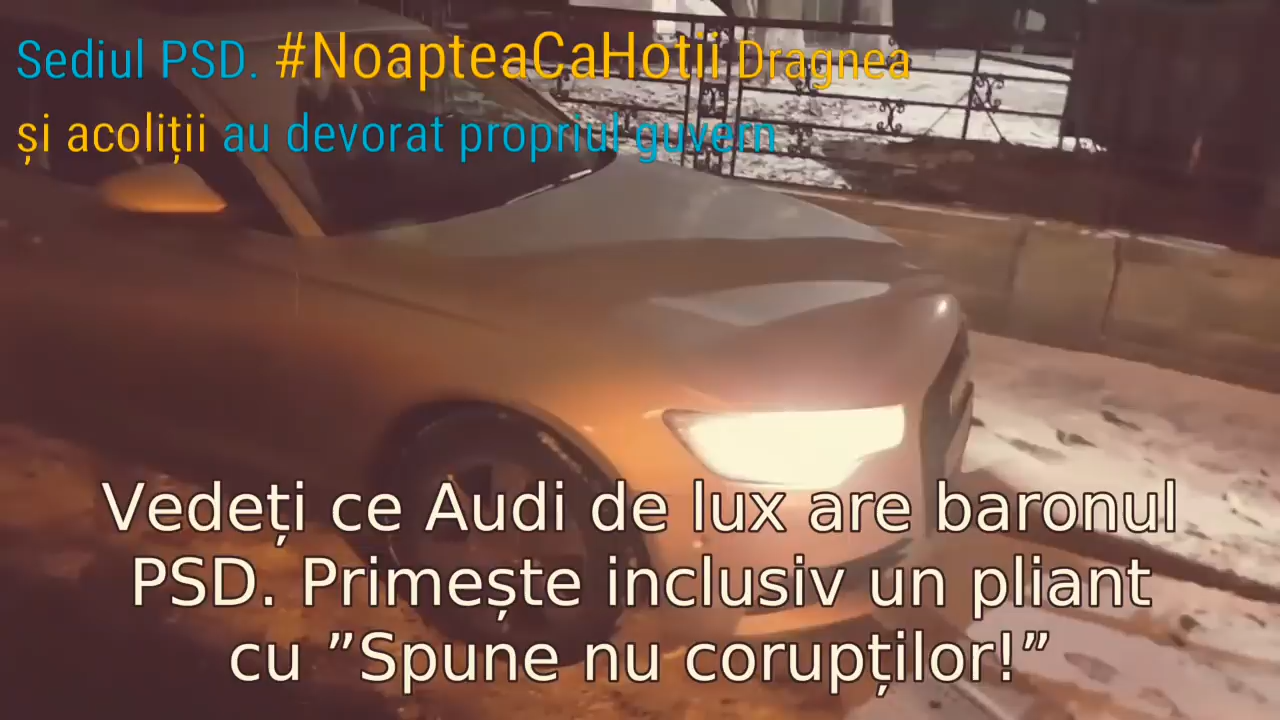 Sediul PSD. #NoapteaCaHotii Dragnea
și acoliții au devorat propriul guvern
Vedeți ce Audi de lux are baronul
PSD. Primește inclusiv un pliant
cu ”Spune nu corupților!”